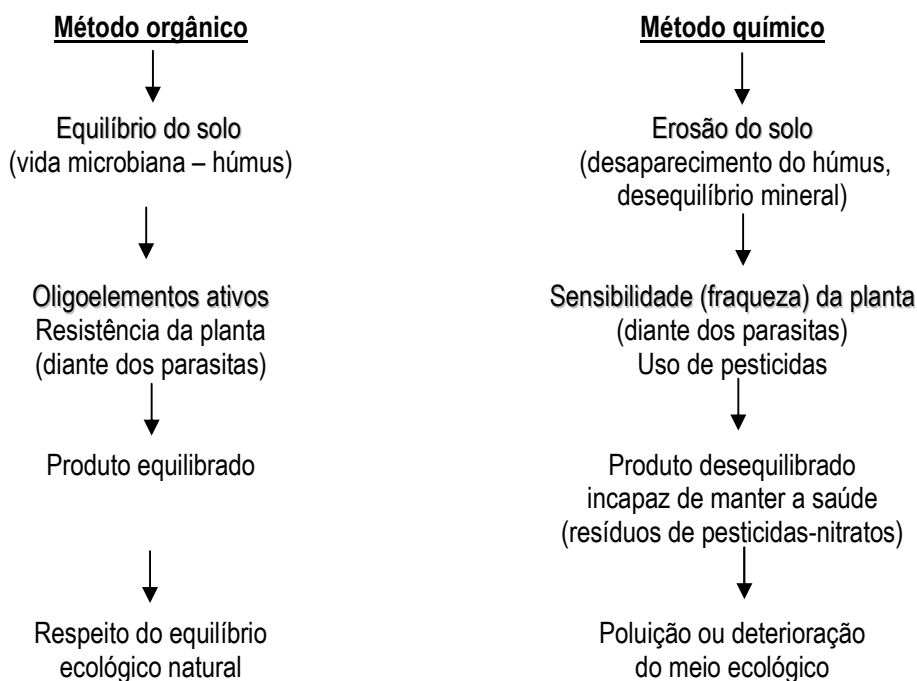 Método orgânico
Equilíbrio do solo
(vida microbiana – húmus)
Oligoelementos ativos
Resistência da planta
(diante dos parasitas)
Produto equilibrado
Respeito do equilíbrio
ecológico natural
Método químico
Erosão do solo
(desaparecimento do húmus,
desequilíbrio mineral)
Sensibilidade (fraqueza) da planta
(diante dos parasitas)
Uso de pesticidas
Produto desequilibrado
incapaz de manter a saúde
(resíduos de pesticidas-nitratos)
Poluição ou deterioração
do meio ecológico